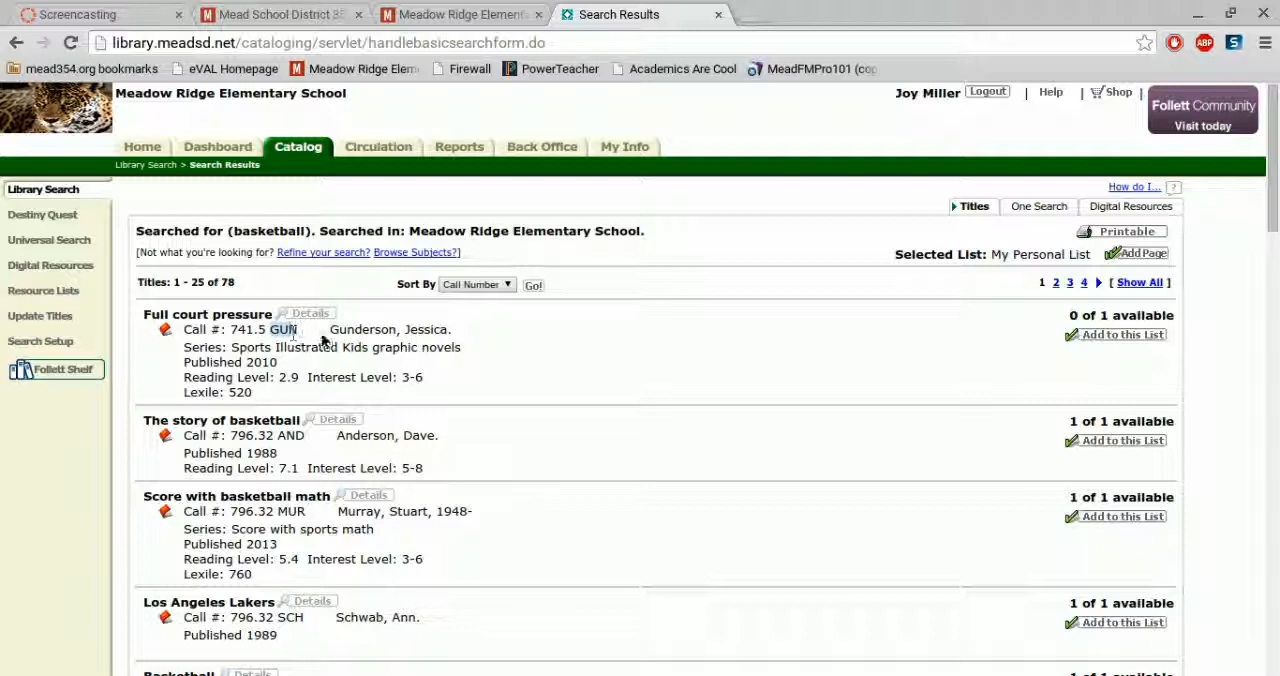 Screencasting × Mead School District 35 × Meadow Ridge Element × Search Results ×
library.meadsd.net/cataloging/servlet/handlebasicsearchform.do ABP S
mead354.org bookmarks eVAL Homepage Meadow Ridge Elem Firewall PowerTeacher Academics Are Cool MeadFMPro101 (cop
Meadow Ridge Elementary School Joy Miller Logout | Help | Shop |
Follett Community
Visit today
Home Dashboard Catalog Circulation Reports Back Office My Info
Library Search > Search Results
Library Search
Destiny Quest
Universal Search
Digital Resources
Resource Lists
Update Titles
Search Setup
Follett Shelf
How do I... ?
Titles One Search Digital Resources
Searched for (basketball). Searched in: Meadow Ridge Elementary School. Printable
[Not what you're looking for? Refine your search? Browse Subjects?] Selected List: My Personal List Add Page
Titles: 1 - 25 of 78 Sort By Call Number Go! 1 2 3 4 [ Show All ]
Full court pressure Details 0 of 1 available
Call #: 741.5 GUN Gunderson, Jessica. Add to this List
Series: Sports Illustrated Kids graphic novels
Published 2010
Reading Level: 2.9 Interest Level: 3-6
Lexile: 520
The story of basketball Details 1 of 1 available
Call #: 796.32 AND Anderson, Dave. Add to this List
Published 1988
Reading Level: 7.1 Interest Level: 5-8
Score with basketball math Details 1 of 1 available
Call #: 796.32 MUR Murray, Stuart, 1948- Add to this List
Series: Score with sports math
Published 2013
Reading Level: 5.4 Interest Level: 3-6
Lexile: 760
Los Angeles Lakers Details 1 of 1 available
Call #: 796.32 SCH Schwab, Ann. Add to this List
Published 1989
Basketball Details 1 of 1 available